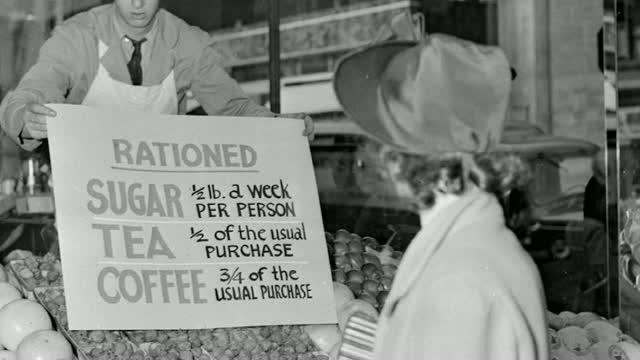 RATIONED
SUGAR ½ lb. a week
PER PERSON
TEA ½ of the usual
PURCHASE
COFFEE 3/4 of the
USUAL PURCHASE